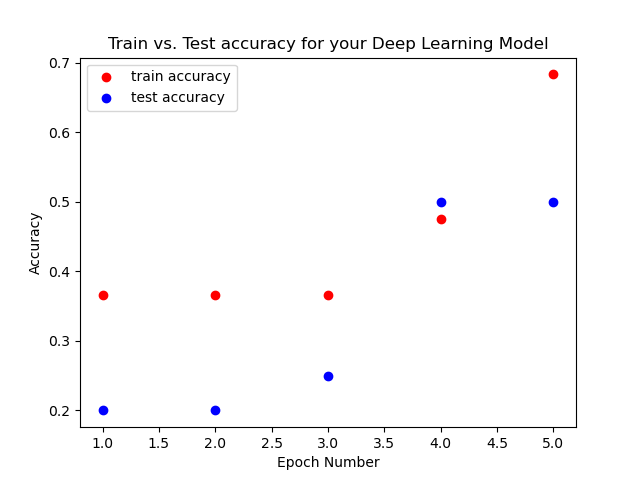 Train vs. Test accuracy for your Deep Learning Model
train accuracy
test accuracy
0.7
0.6
0.5
0.4
0.3
0.2
Accuracy
1.0 1.5 2.0 2.5 3.0 3.5 4.0 4.5 5.0
Epoch Number